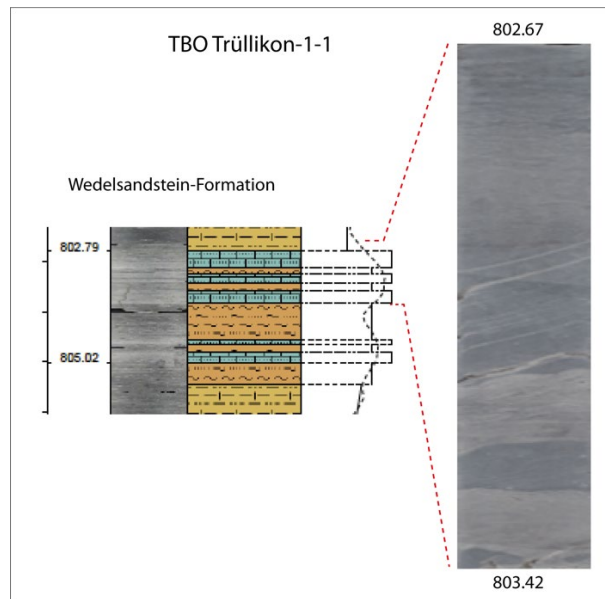 TBO Trüllikon-1-1
802.67
Wedelsandstein-Formation
802.79
805.02
803.42